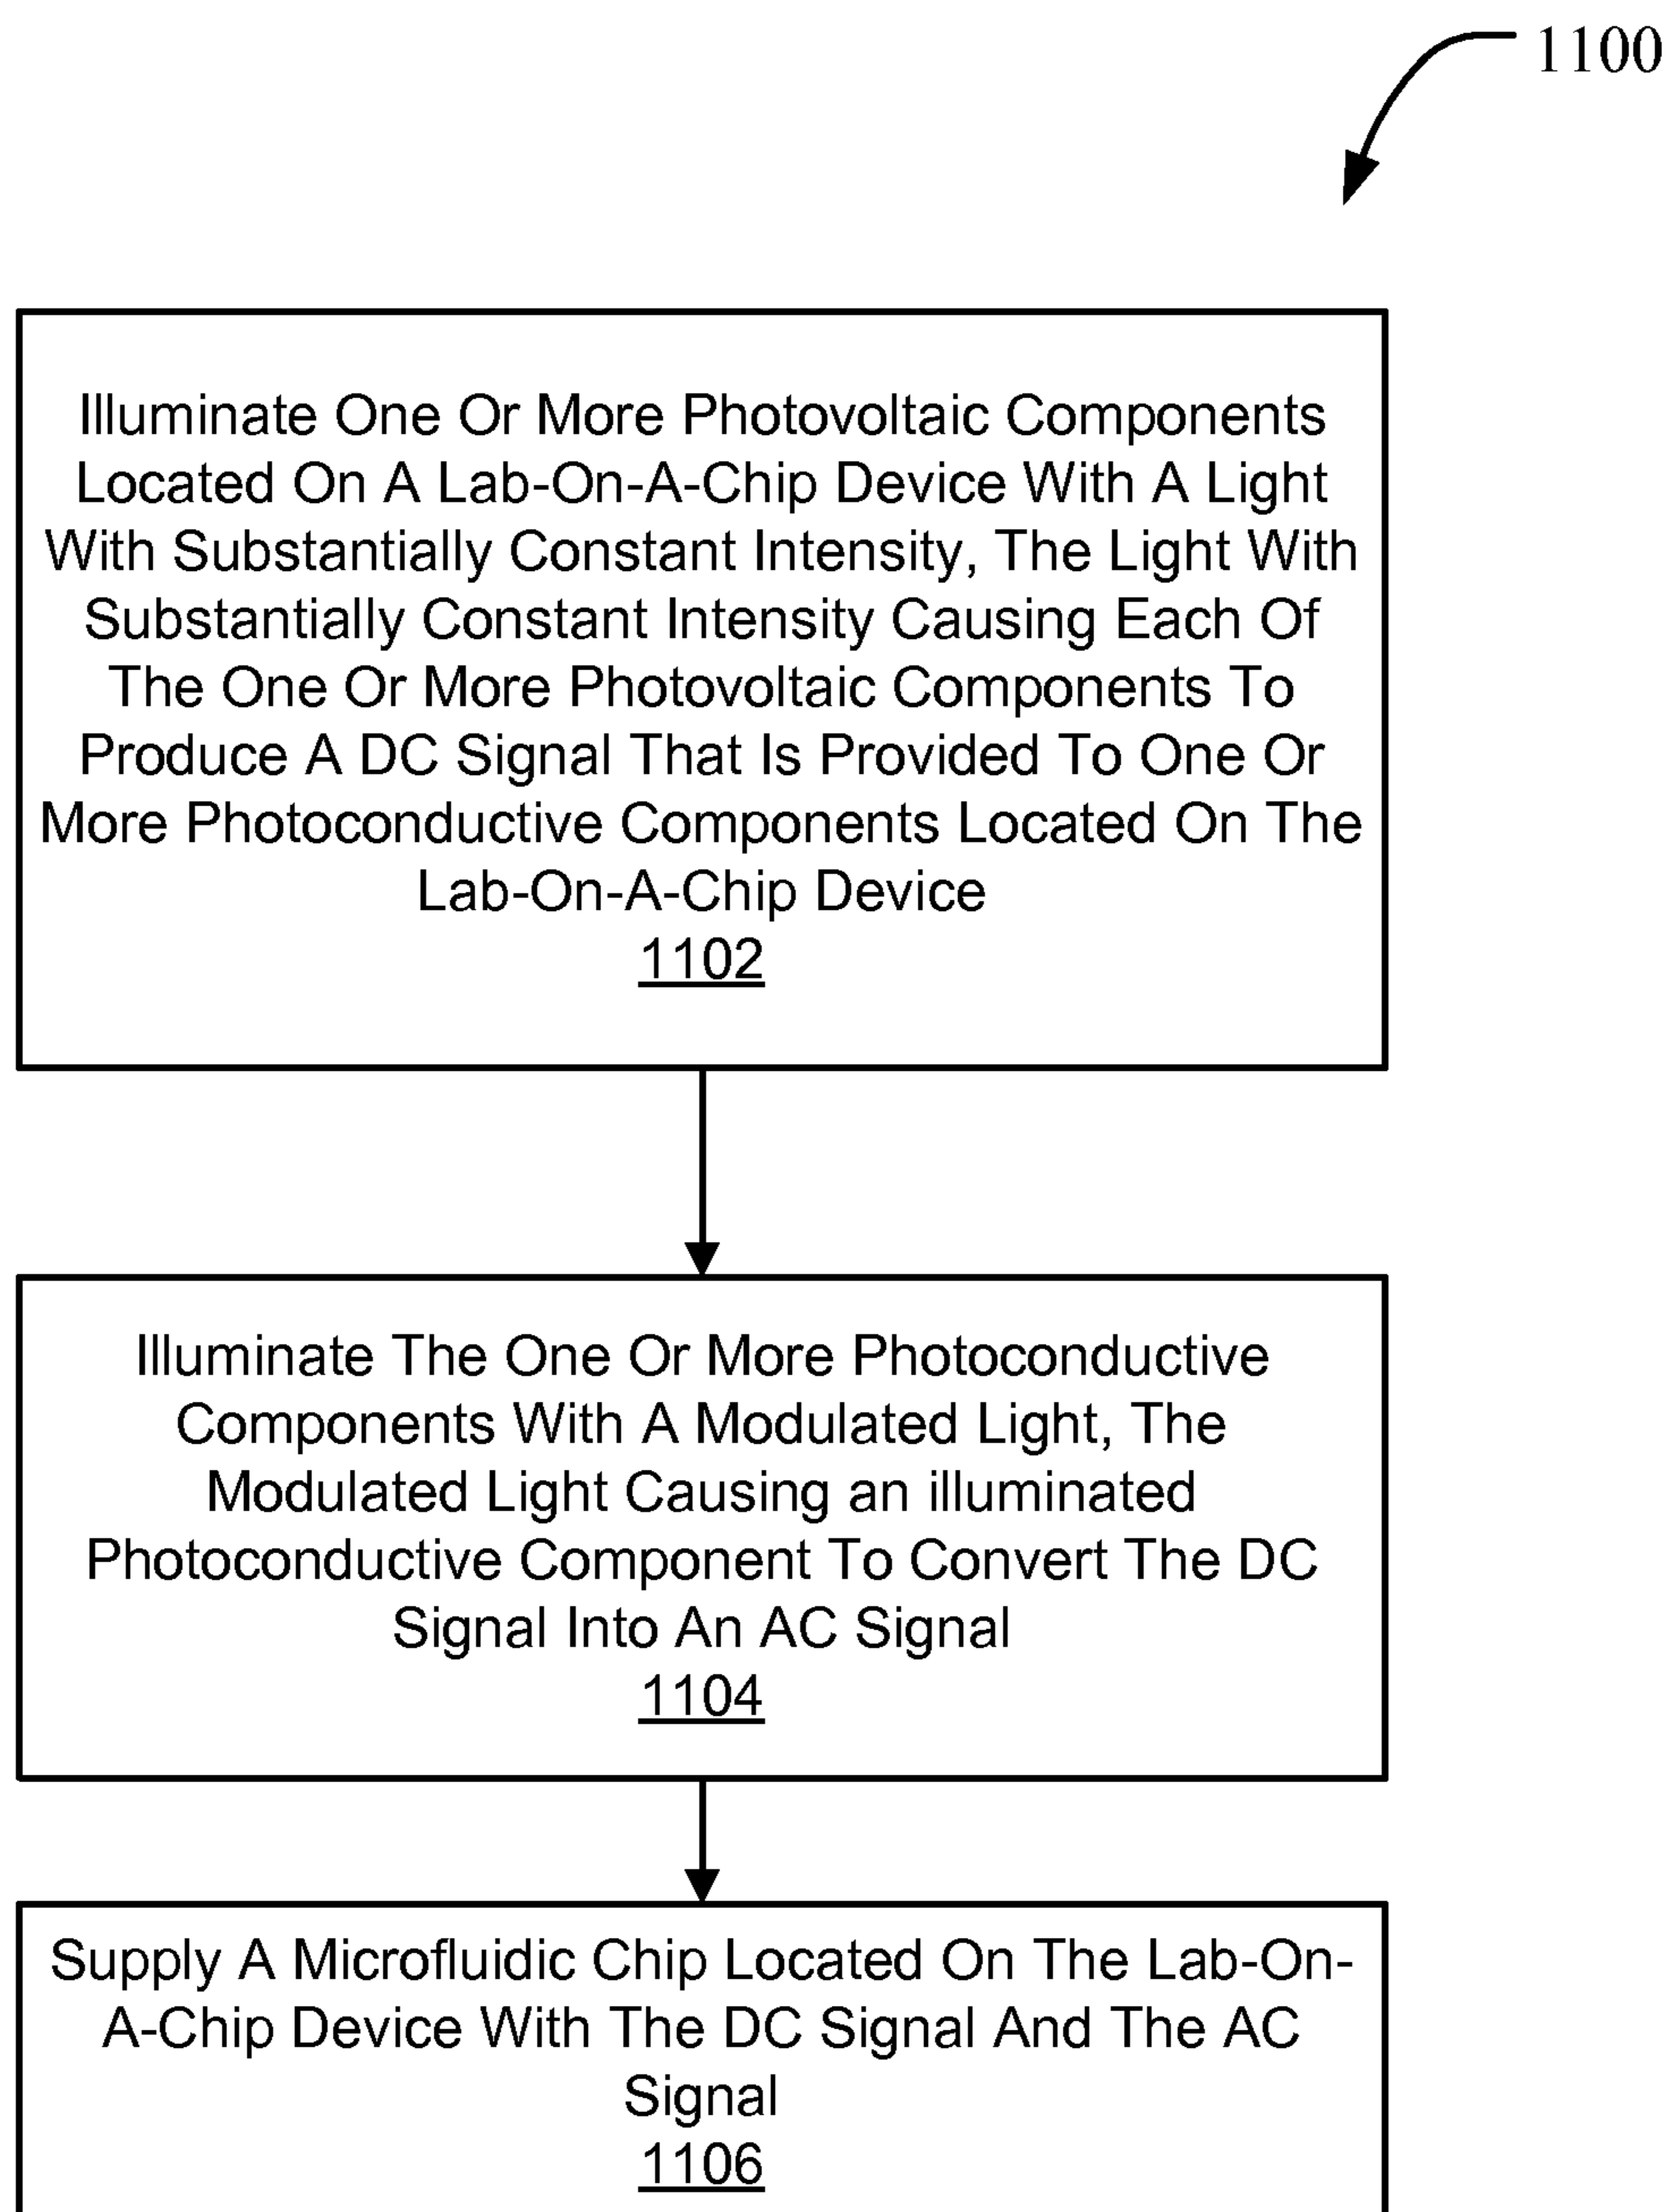 1100
Illuminate One Or More Photovoltaic Components
Located On A Lab-On-A-Chip Device With A Light
With Substantially Constant Intensity, The Light With
Substantially Constant Intensity Causing Each Of
The One Or More Photovoltaic Components To
Produce A DC Signal That Is Provided To One Or
More Photoconductive Components Located On The
Lab-On-A-Chip Device
1102
Illuminate The One Or More Photoconductive
Components With A Modulated Light, The
Modulated Light Causing an illuminated
Photoconductive Component To Convert The DC
Signal Into An AC Signal
1104
Supply A Microfluidic Chip Located On The Lab-On-
A-Chip Device With The DC Signal And The AC
Signal
1106